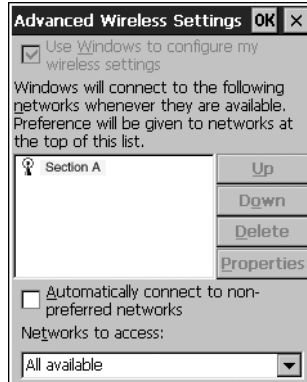 Advanced Wireless Settings OK ×
Use Windows to configure my
wireless settings
Windows will connect to the following
networks whenever they are available.
Preference will be given to networks at
the top of this list.
Section A
Up
Down
Delete
Properties
Automatically connect to non-
preferred networks
Networks to access:
All available